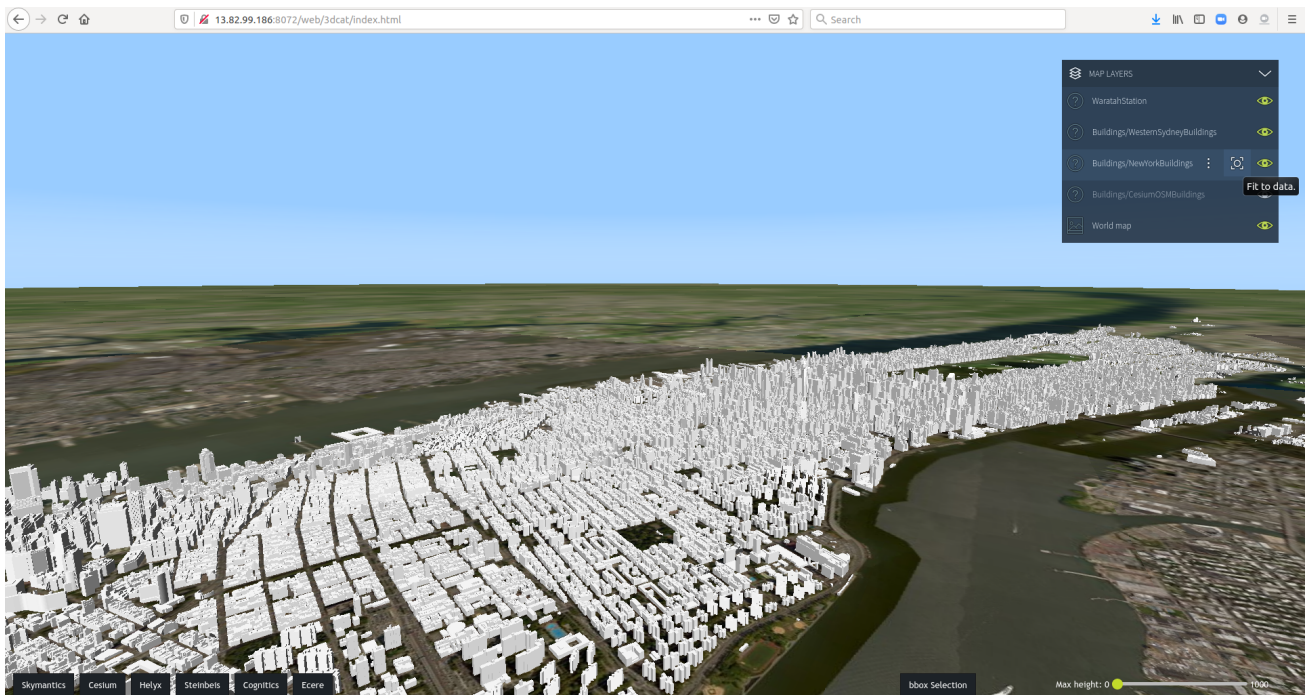 13.82.99.186:8072/web/3dcat/index.html
Search
MAP LAYERS
WaratahStation
Buildings/WesternSydneyBuildings
Buildings/NewYorkBuildings
Fit to data.
Buildings/CesiumOSMBuildings
World map
Skymantics Cesium Helyx Steinbeis Cognitics Ecere bbox Selection Max height: 0 1000